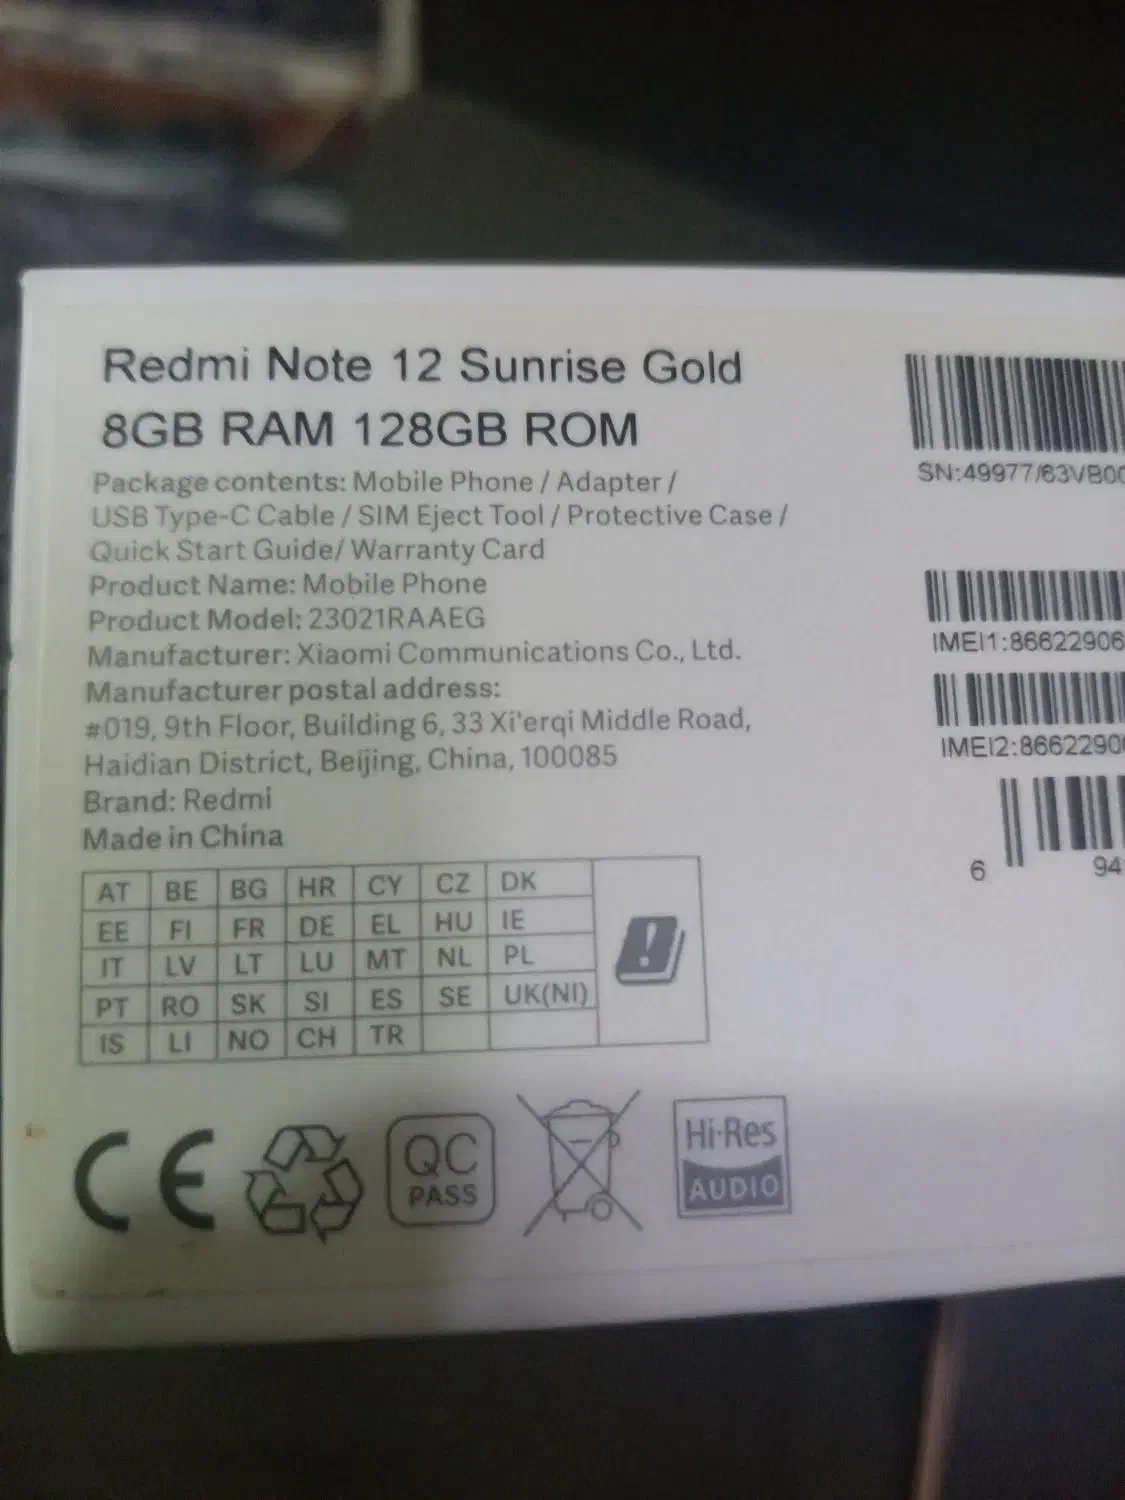 Redmi Note 12 Sunrise Gold
8GB RAM 128GB ROM
Package contents: Mobile Phone / Adapter /
USB Type-C Cable / SIM Eject Tool / Protective Case /
Quick Start Guide/ Warranty Card
Product Name: Mobile Phone
Product Model: 23021RAAEG
Manufacturer: Xiaomi Communications Co., Ltd.
Manufacturer postal address:
#019, 9th Floor, Building 6, 33 Xi'erqi Middle Road,
Haidian District, Beijing, China, 100085
Brand: Redmi
Made in China
AT BE BG HR CY CZ DK
EE FI FR DE EL HU IE
IT LV LT LU MT NL PL
PT RO SK SI ES SE UK(NI)
IS LI NO CH TR
CE
QC
PASS
Hi-Res
AUDIO
SN:49977/63VB00
IMEI1:86622906
IMEI2:8662290
6 94